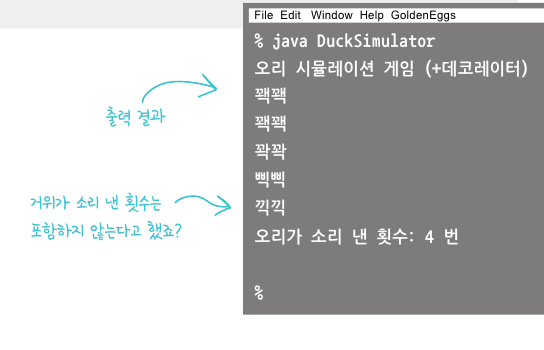 File Edit Window Help GoldenEggs
% java DuckSimulator
오리 시뮬레이션 게임 (+데코레이터)
꽥꽥
꽥꽥
꽉꽉
삑삑
끽끽
오리가 소리 낸 횟수: 4 번
%
출력 결과
거위가 소리 낸 횟수는
포함하지 않는다고 했죠?